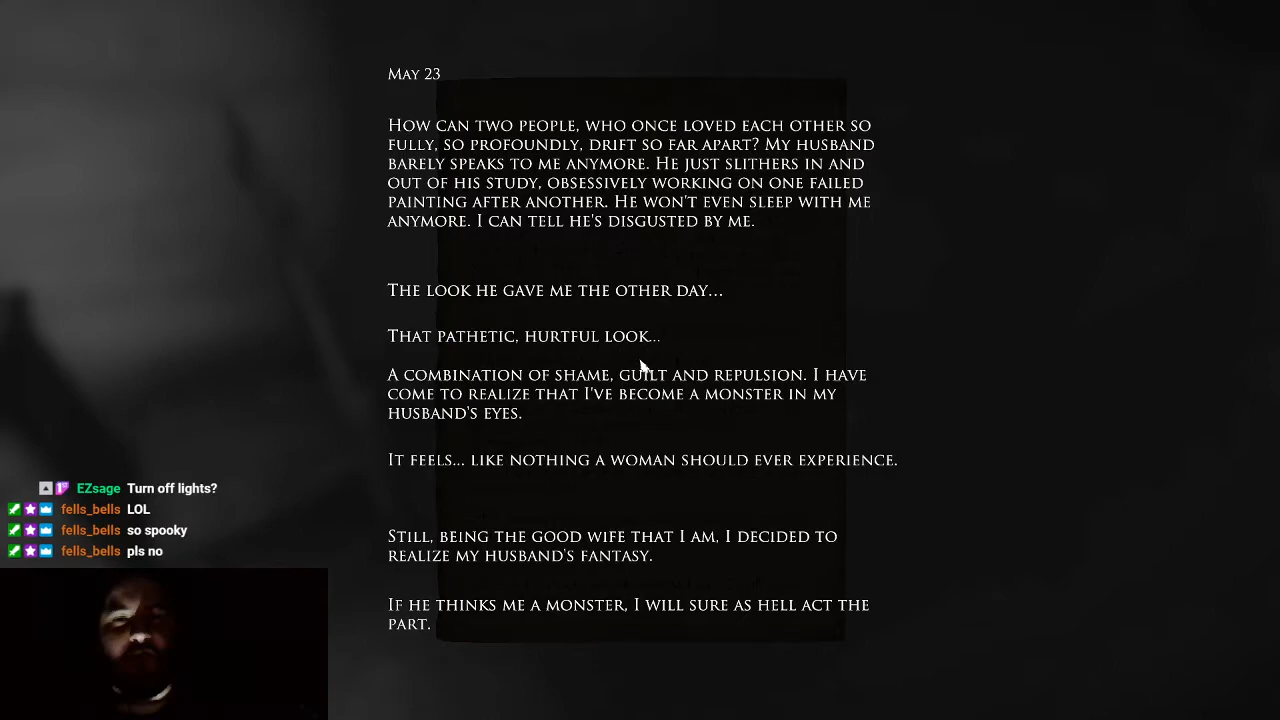 May 23
How can two people, who once loved each other so
fully, so profoundly, drift so far apart? My husband
barely speaks to me anymore. He just slithers in and
out of his study, obsessively working on one failed
painting after another. He won't even sleep with me
anymore. I can tell he's disgusted by me.
The look he gave me the other day...
That pathetic, hurtful look...
A combination of shame, guilt and repulsion. I have
come to realize that I've become a monster in my
husband's eyes.
It feels... like nothing a woman should ever experience.
Still, being the good wife that I am, I decided to
realize my husband's fantasy.
If he thinks me a monster, I will sure as hell act the
part.
EZsage Turn off lights?
fells_bells LOL
fells_bells so spooky
fells_bells pls no